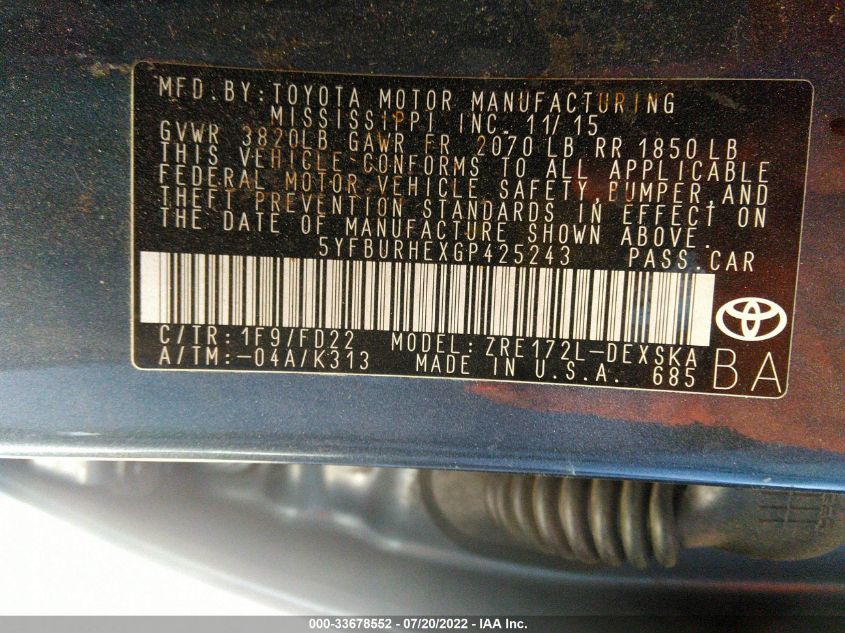 MFD.BY:TOYOTA MOTOR MANUFACTURING
MISSISSIPPI INC. 11/15
GVWR 3820LB GAWR FR 2070 LB RR 1850 LB
THIS VEHICLE CONFORMS TO ALL APPLICABLE
FEDERAL MOTOR VEHICLE SAFETY,BUMPER,AND
THEFT PREVENTION STANDARDS IN EFFECT ON
THE DATE OF MANUFACTURE SHOWN ABOVE.
5YFBURHEXGP425243 PASS.CAR
C/TR:1F9/FD22 MODEL:ZRE172L-DEXSKA
A/TM:-04A/K313 MADE IN U.S.A. 685
BA
000-33678552 - 07/20/2022 - IAA Inc.